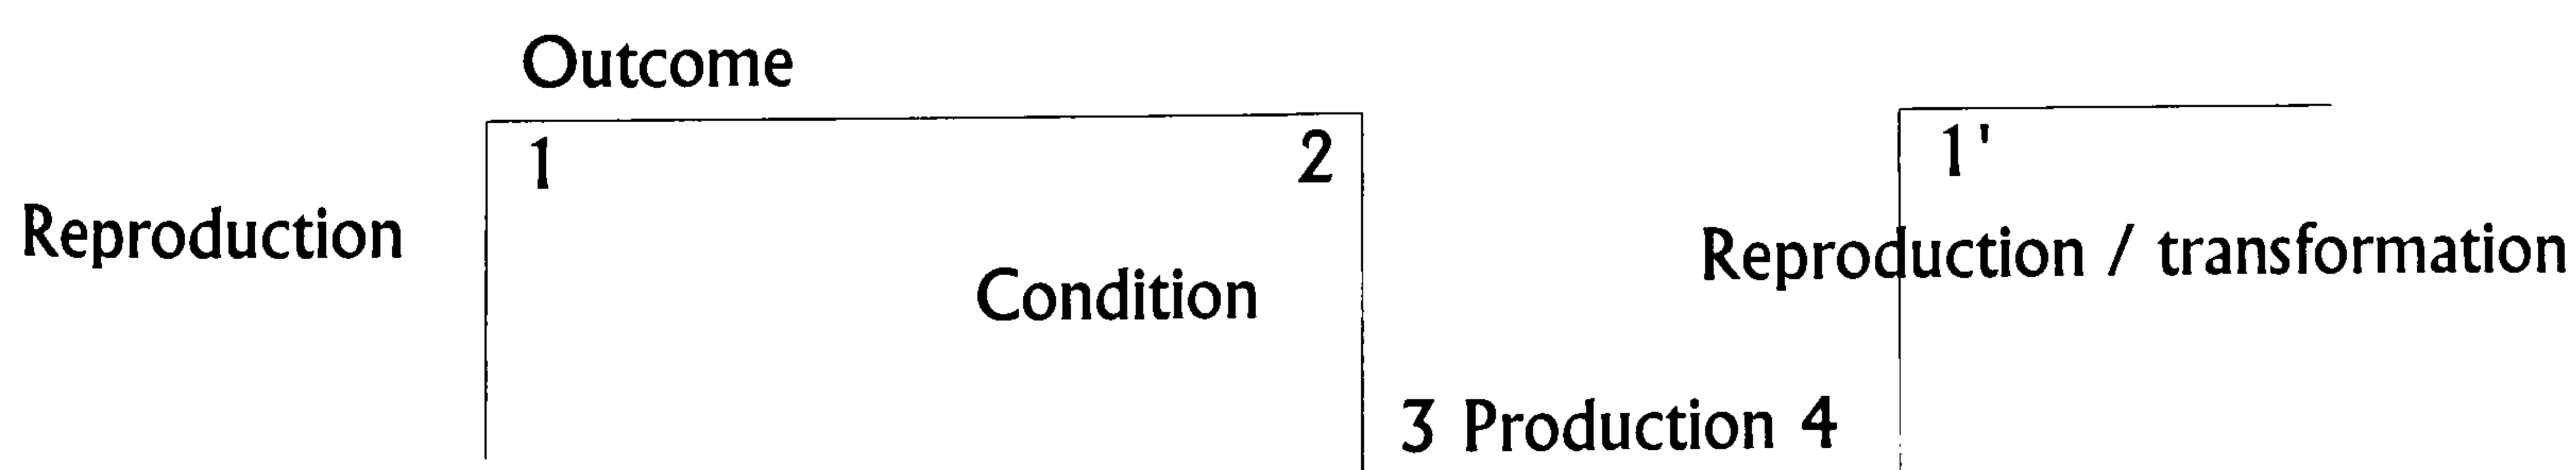 Outcome
1 2 1'
Reproduction Reproduction / transformation
Condition
3 Production 4